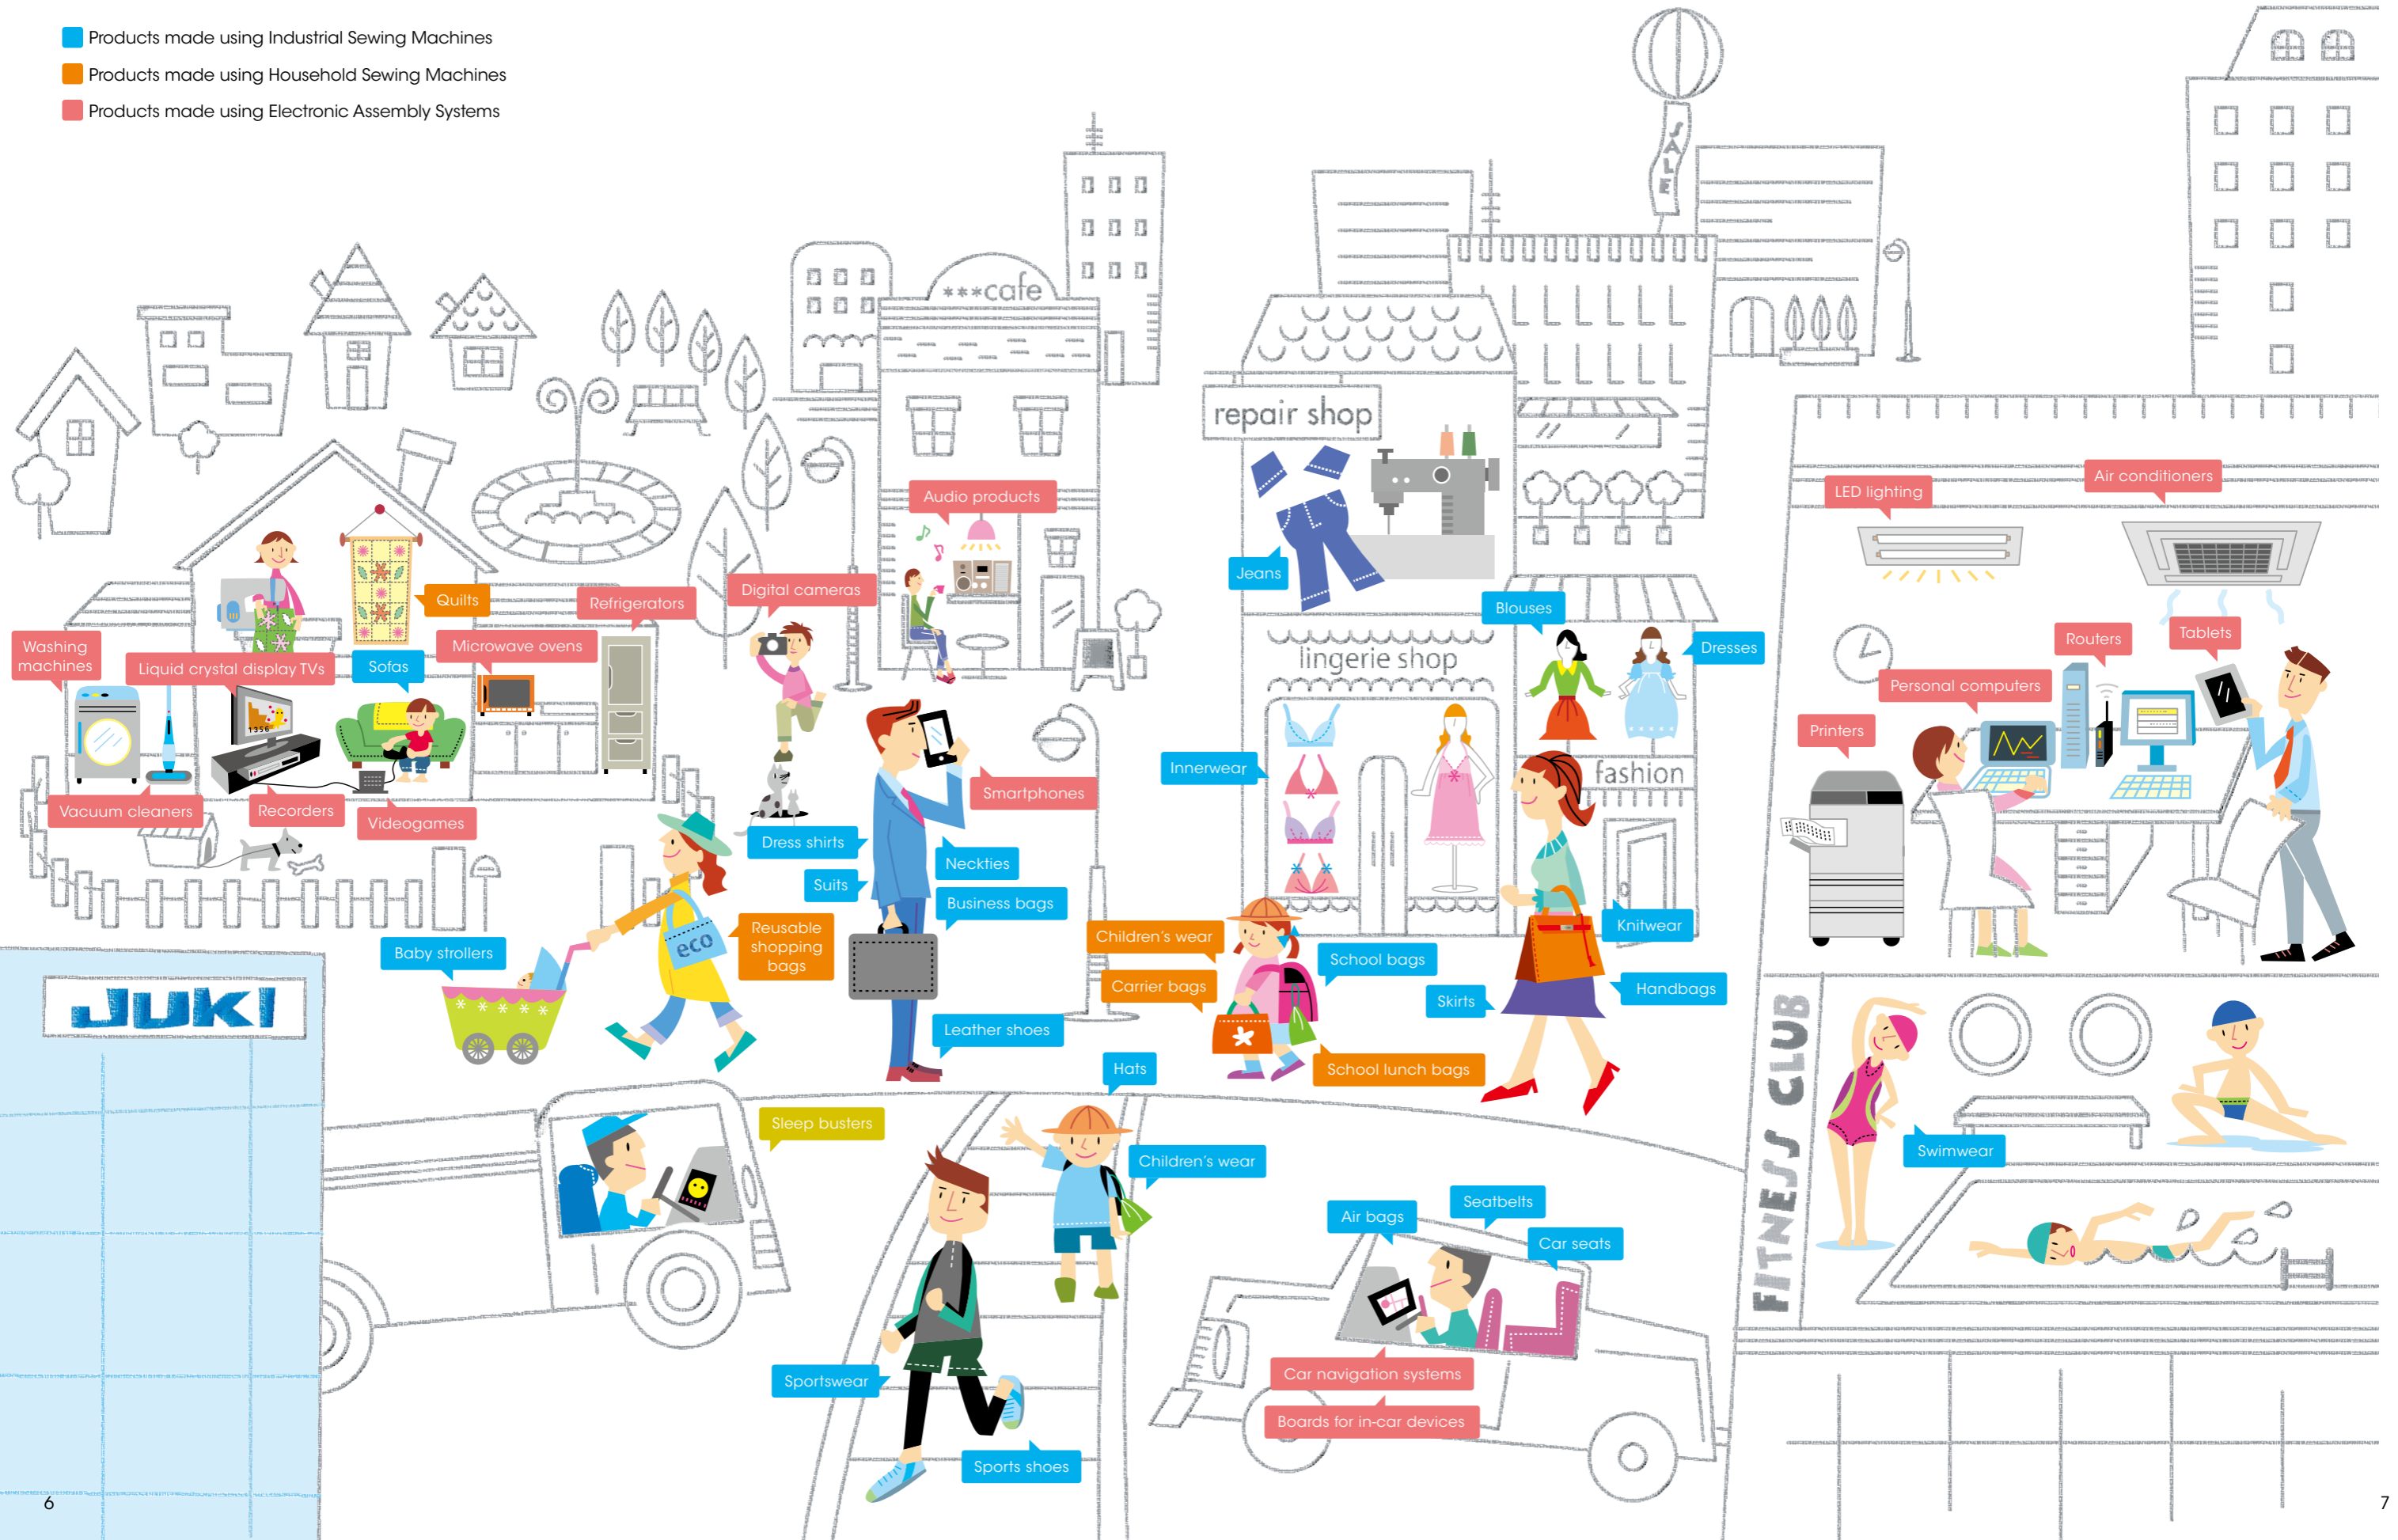 Products made using Industrial Sewing Machines
Products made using Household Sewing Machines
Products made using Electronic Assembly Systems
SALE
***cafe
repair shop
Audio products
LED lighting
Air conditioners
Jeans
Quilts
Refrigerators
Digital cameras
Blouses
Washing
machines
Liquid crystal display TVs
Sofas
Microwave ovens
lingerie shop
Dresses
Routers
Tablets
Personal computers
Printers
1356
Innerwear
fashion
Smartphones
Vacuum cleaners
Recorders
Videogames
Dress shirts
Neckties
Suits
Business bags
Reusable
shopping
bags
eco
Baby strollers
Children's wear
School bags
Carrier bags
Knitwear
Handbags
Skirts
JUKI
Leather shoes
School lunch bags
Hats
Sleep busters
Children's wear
FITNESS CLUB
Swimwear
Air bags
Seatbelts
Car seats
Sportswear
Car navigation systems
Boards for in-car devices
Sports shoes
6
7